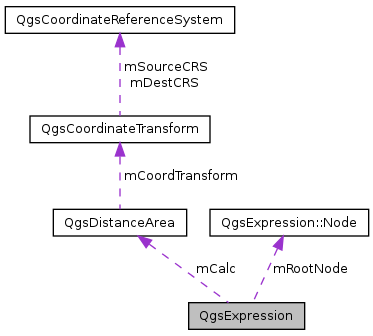 QgsCoordinateReferenceSystem
mSourceCRS
mDestCRS
QgsCoordinateTransform
mCoordTransform
QgsDistanceArea
QgsExpression::Node
mCalc
mRootNode
QgsExpression